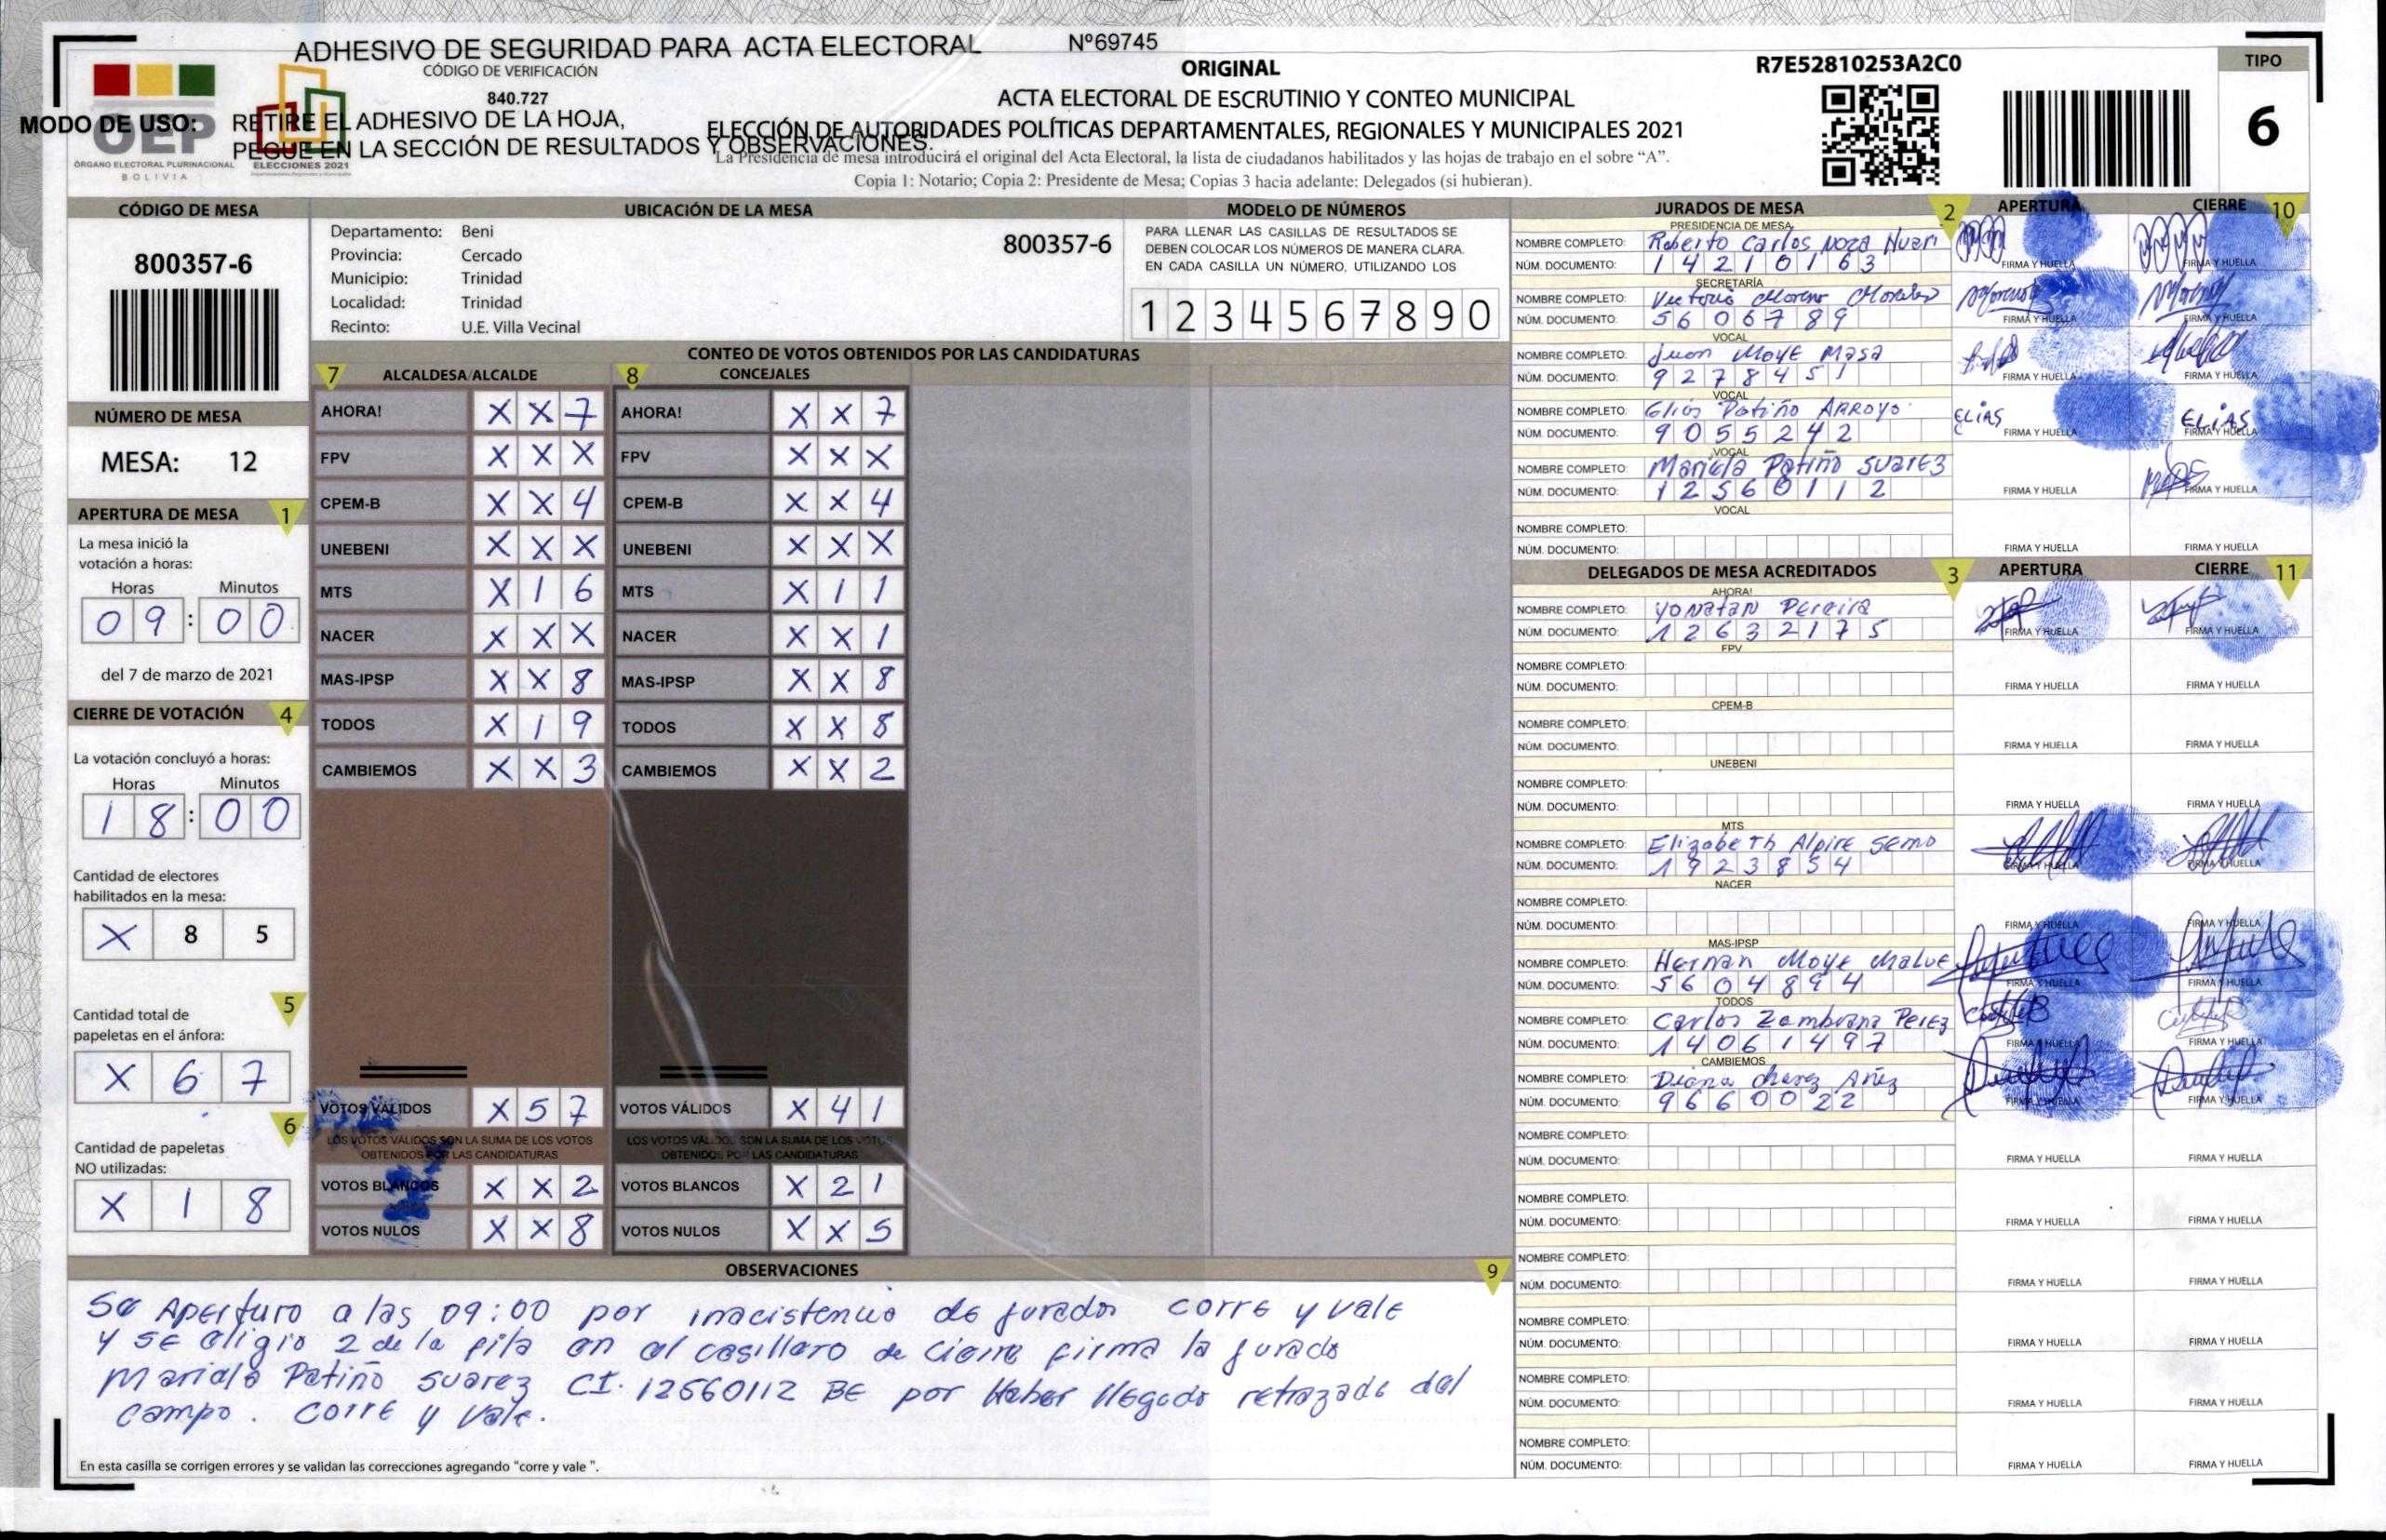 ADHESIVO DE SEGURIDAD PARA ACTA ELECTORAL Nº69745
CÓDIGO DE VERIFICACIÓN
840.727
MODO DE USO: RETIRE EL ADHESIVO DE LA HOJA,
PEGUE EN LA SECCIÓN DE RESULTADOS Y OBSERVACIONES.
OEP
ÓRGANO ELECTORAL PLURINACIONAL
BOLIVIA
ELECCIONES 2021
ORIGINAL
ACTA ELECTORAL DE ESCRUTINIO Y CONTEO MUNICIPAL
ELECCIÓN DE AUTORIDADES POLÍTICAS DEPARTAMENTALES, REGIONALES Y MUNICIPALES 2021
La Presidencia de mesa introducirá el original del Acta Electoral, la lista de ciudadanos habilitados y las hojas de trabajo en el sobre “A”.
Copia 1: Notario; Copia 2: Presidente de Mesa; Copias 3 hacia adelante: Delegados (si hubieran).
R7E52810253A2C0
TIPO
6
CÓDIGO DE MESA
800357-6
NÚMERO DE MESA
MESA: 12
APERTURA DE MESA 1
La mesa inició la
votación a horas:
Horas Minutos
09:00
del 7 de marzo de 2021
CIERRE DE VOTACIÓN 4
La votación concluyó a horas:
Horas Minutos
18:00
Cantidad de electores
habilitados en la mesa:
X 8 5
5
Cantidad total de
papeletas en el ánfora:
X 6 7
6
Cantidad de papeletas
NO utilizadas:
X 1 8
UBICACIÓN DE LA MESA
Departamento: Beni
Provincia: Cercado
Municipio: Trinidad
Localidad: Trinidad
Recinto: U.E. Villa Vecinal
800357-6
MODELO DE NÚMEROS
PARA LLENAR LAS CASILLAS DE RESULTADOS SE
DEBEN COLOCAR LOS NÚMEROS DE MANERA CLARA.
EN CADA CASILLA UN NÚMERO, UTILIZANDO LOS
1 2 3 4 5 6 7 8 9 0
CONTEO DE VOTOS OBTENIDOS POR LAS CANDIDATURAS
7 ALCALDESA/ALCALDE 8 CONCEJALES
AHORA! X X 7 AHORA! X X 7
FPV X X X FPV X X X
CPEM-B X X 4 CPEM-B X X 4
UNEBENI X X X UNEBENI X X X
MTS X 1 6 MTS X 1 1
NACER X X X NACER X X 1
MAS-IPSP X X 8 MAS-IPSP X X 8
TODOS X 1 9 TODOS X X 8
CAMBIEMOS X X 3 CAMBIEMOS X X 2
VOTOS VÁLIDOS X 5 7 VOTOS VÁLIDOS X 4 1
LOS VOTOS VÁLIDOS SON LA SUMA DE LOS VOTOS LOS VOTOS VÁLIDOS SON LA SUMA DE LOS VOTOS
OBTENIDOS POR LAS CANDIDATURAS OBTENIDOS POR LAS CANDIDATURAS
VOTOS BLANCOS X X 2 VOTOS BLANCOS X 2 1
VOTOS NULOS X X 8 VOTOS NULOS X X 5
OBSERVACIONES 9
Se Aperturo a las 09:00 por inacistencia de jurados corre y vale
y se eligio 2 de la fila en el casillero de cierre firma la jurado
Mariela Patiño Suarez CI. 12560112 BE por Haber llegado retrazada del
campo. corre y vale.
En esta casilla se corrigen errores y se validan las correcciones agregando “corre y vale ”.
JURADOS DE MESA 2 APERTURA CIERRE 10
PRESIDENCIA DE MESA
NOMBRE COMPLETO: Roberto Carlos Noza Nuari
NÚM. DOCUMENTO: 14210163 FIRMA Y HUELLA FIRMA Y HUELLA
SECRETARÍA
NOMBRE COMPLETO: Victoria Moreno Morales
NÚM. DOCUMENTO: 5606789 FIRMA Y HUELLA FIRMA Y HUELLA
VOCAL
NOMBRE COMPLETO: Juan Moye Masa
NÚM. DOCUMENTO: 9278451 FIRMA Y HUELLA FIRMA Y HUELLA
VOCAL
NOMBRE COMPLETO: Elias Patiño Arroyo ELIAS ELIAS
NÚM. DOCUMENTO: 9055242 FIRMA Y HUELLA FIRMA Y HUELLA
VOCAL
NOMBRE COMPLETO: Mariela Patiño Suarez
NÚM. DOCUMENTO: 12560112 FIRMA Y HUELLA FIRMA Y HUELLA
VOCAL
NOMBRE COMPLETO:
NÚM. DOCUMENTO: FIRMA Y HUELLA FIRMA Y HUELLA
DELEGADOS DE MESA ACREDITADOS 3 APERTURA CIERRE 11
AHORA!
NOMBRE COMPLETO: Yonatan Pereira
NÚM. DOCUMENTO: 12632175 FIRMA Y HUELLA FIRMA Y HUELLA
FPV
NOMBRE COMPLETO:
NÚM. DOCUMENTO: FIRMA Y HUELLA FIRMA Y HUELLA
CPEM-B
NOMBRE COMPLETO:
NÚM. DOCUMENTO: FIRMA Y HUELLA FIRMA Y HUELLA
UNEBENI
NOMBRE COMPLETO:
NÚM. DOCUMENTO: FIRMA Y HUELLA FIRMA Y HUELLA
MTS
NOMBRE COMPLETO: Elizabeth Alpire Semo
NÚM. DOCUMENTO: 1923854 FIRMA Y HUELLA FIRMA Y HUELLA
NACER
NOMBRE COMPLETO:
NÚM. DOCUMENTO: FIRMA Y HUELLA FIRMA Y HUELLA
MAS-IPSP
NOMBRE COMPLETO: Hernan Moye Malue
NÚM. DOCUMENTO: 5604894 FIRMA Y HUELLA FIRMA Y HUELLA
TODOS
NOMBRE COMPLETO: Carlos Zambrana Perez
NÚM. DOCUMENTO: 14061497 FIRMA Y HUELLA FIRMA Y HUELLA
CAMBIEMOS
NOMBRE COMPLETO: Diana Chavez Añez
NÚM. DOCUMENTO: 9660022 FIRMA Y HUELLA FIRMA Y HUELLA
NOMBRE COMPLETO:
NÚM. DOCUMENTO: FIRMA Y HUELLA FIRMA Y HUELLA
NOMBRE COMPLETO:
NÚM. DOCUMENTO: FIRMA Y HUELLA FIRMA Y HUELLA
NOMBRE COMPLETO:
NÚM. DOCUMENTO: FIRMA Y HUELLA FIRMA Y HUELLA
NOMBRE COMPLETO:
NÚM. DOCUMENTO: FIRMA Y HUELLA FIRMA Y HUELLA
NOMBRE COMPLETO:
NÚM. DOCUMENTO: FIRMA Y HUELLA FIRMA Y HUELLA
NOMBRE COMPLETO:
NÚM. DOCUMENTO: FIRMA Y HUELLA FIRMA Y HUELLA